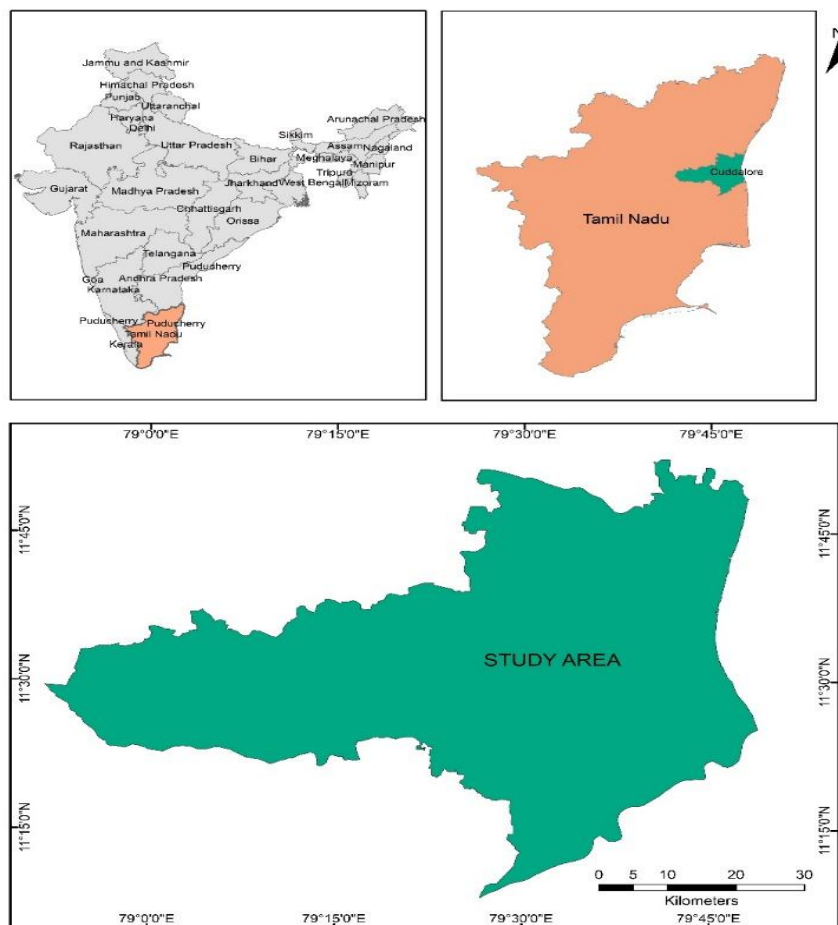 Jammu and Kashmir
Himachal Pradesh
Punjab
Uttaranchal
Haryana
Delhi
Rajasthan
Uttar Pradesh
Sikkim
Arunachal Pradesh
Assam
Nagaland
Bihar
Meghalaya
Manipur
Tripura
Gujarat
Madhya Pradesh
Jharkhand
West Bengal
Mizoram
Chhattisgarh
Orissa
Maharashtra
Telangana
Puducherry
Goa
Andhra Pradesh
Karnataka
Puducherry
Puducherry
Tamil Nadu
Kerala
N
Cuddalore
Tamil Nadu
79°0'0"E 79°15'0"E 79°30'0"E 79°45'0"E
11°45'0"N
11°45'0"N
STUDY AREA
11°30'0"N
11°30'0"N
11°15'0"N
11°15'0"N
0 5 10 20 30
Kilometers
79°0'0"E 79°15'0"E 79°30'0"E 79°45'0"E